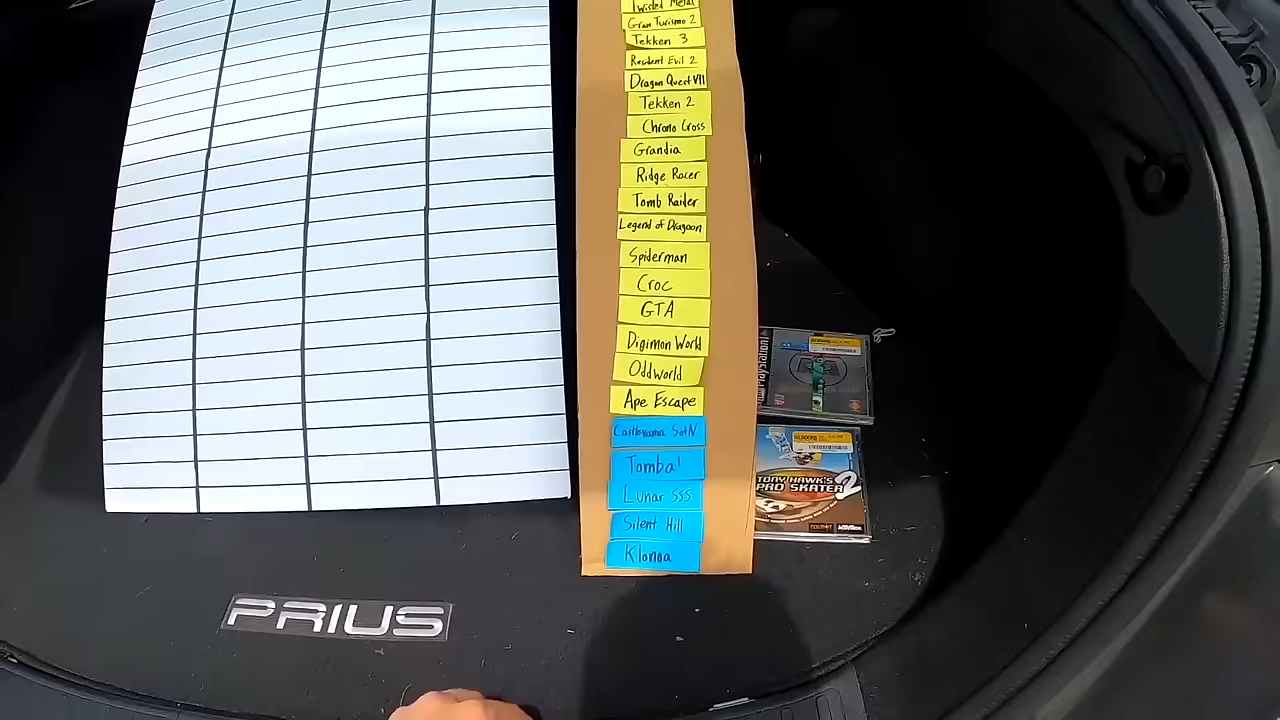 Twisted Metal
Gran Turismo 2
Tekken 3
Resident Evil 2
Dragon Quest VII
Tekken 2
Chrono Cross
Grandia
Ridge Racer
Tomb Raider
Legend of Dragoon
Spiderman
Croc
GTA
Digimon World
Oddworld
Ape Escape
Castlevania SotN
Tomba!
Lunar SSS
Silent Hill
Klonoa
PlayStation
TONY HAWK'S
PRO SKATER 2
ACTIVISION
PRIUS